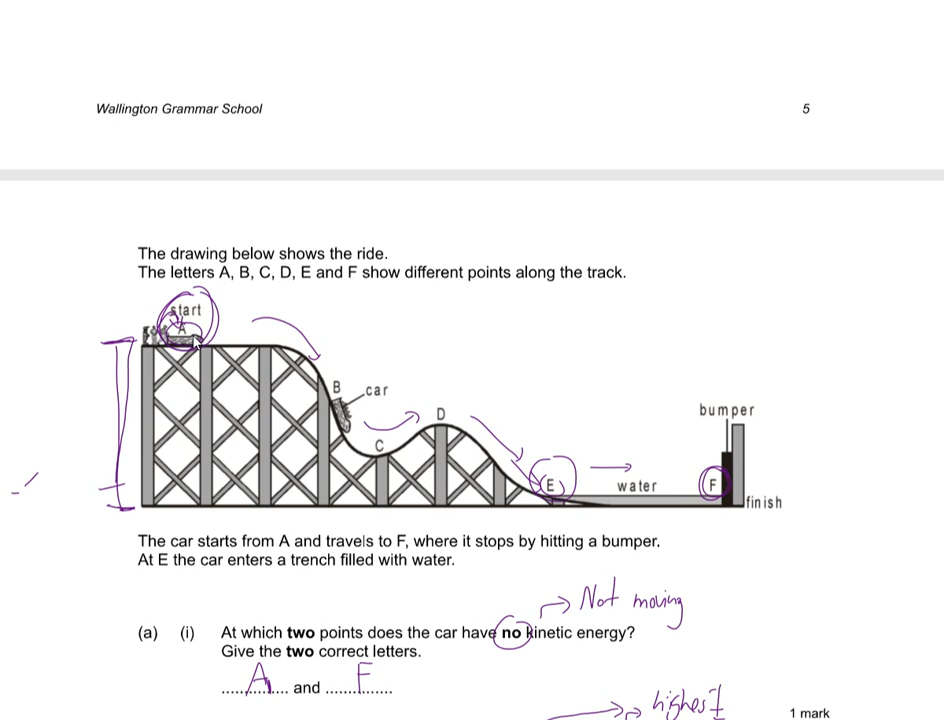 Wallington Grammar School 5
The drawing below shows the ride.
The letters A, B, C, D, E and F show different points along the track.
start
A
B
car
D
C
bumper
E
water
F
finish
The car starts from A and travels to F, where it stops by hitting a bumper.
At E the car enters a trench filled with water.
→ Not moving
(a) (i) At which two points does the car have no kinetic energy?
Give the two correct letters.
A and F
→ highest
1 mark